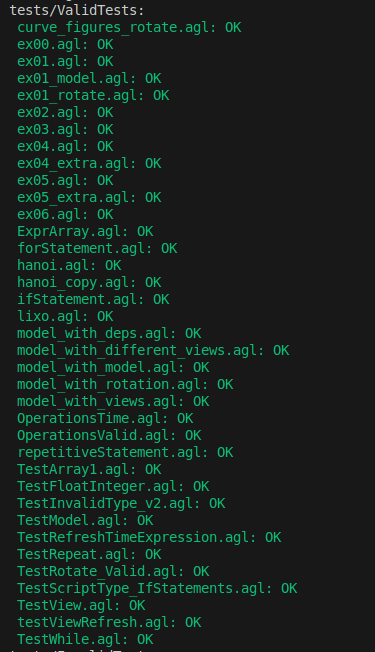 tests/ValidTests:
curve_figures_rotate.agl: OK
ex00.agl: OK
ex01.agl: OK
ex01_model.agl: OK
ex01_rotate.agl: OK
ex02.agl: OK
ex03.agl: OK
ex04.agl: OK
ex04_extra.agl: OK
ex05.agl: OK
ex05_extra.agl: OK
ex06.agl: OK
ExprArray.agl: OK
forStatement.agl: OK
hanoi.agl: OK
hanoi_copy.agl: OK
ifStatement.agl: OK
lixo.agl: OK
model_with_deps.agl: OK
model_with_different_views.agl: OK
model_with_model.agl: OK
model_with_rotation.agl: OK
model_with_views.agl: OK
OperationsTime.agl: OK
OperationsValid.agl: OK
repetitiveStatement.agl: OK
TestArray1.agl: OK
TestFloatInteger.agl: OK
TestInvalidType_v2.agl: OK
TestModel.agl: OK
TestRefreshTimeExpression.agl: OK
TestRepeat.agl: OK
TestRotate_Valid.agl: OK
TestScriptType_IfStatements.agl: OK
TestView.agl: OK
testViewRefresh.agl: OK
TestWhile.agl: OK